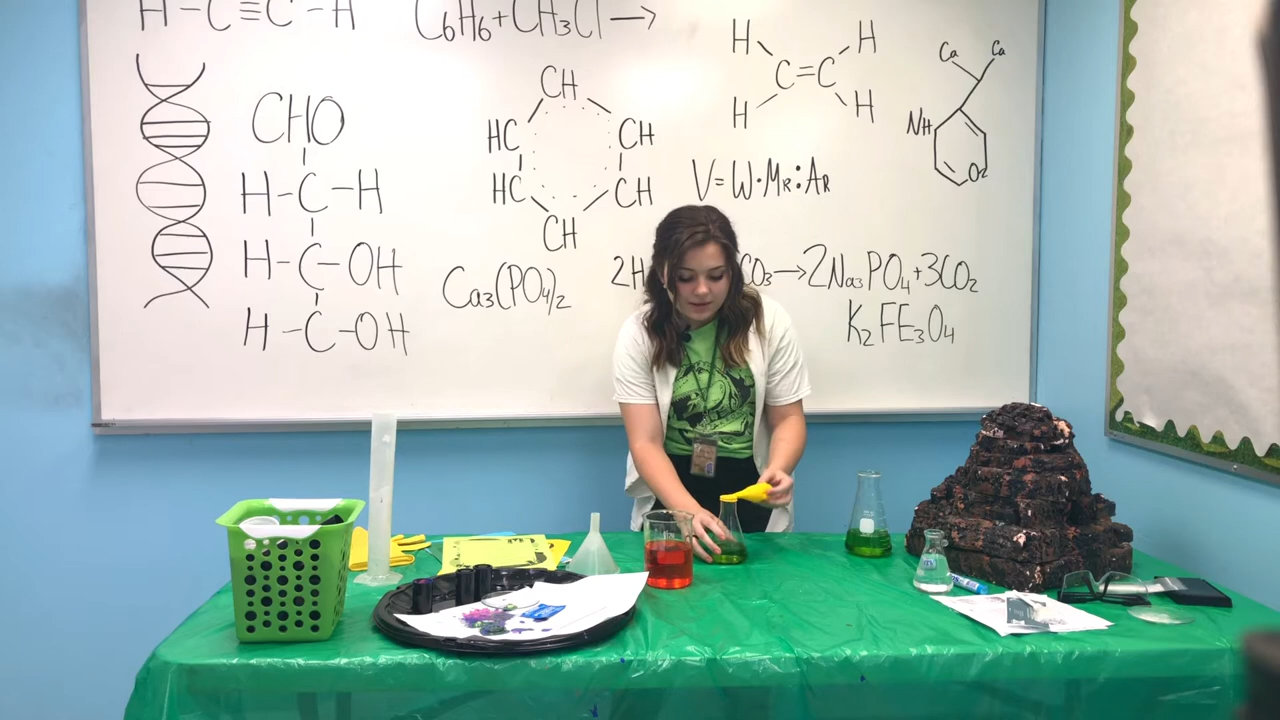 H-C≡C-H
C6H6+CH3Cl→
CHO
H-C-H
H-C-OH
H-C-OH
CH
HC CH
HC CH
CH
H H
C=C
H H
Ca Ca
NH
O2
V=W·MR:AR
Ca3(PO4)2
2H CO3→2Na3PO4+3CO2
K2FE3O4